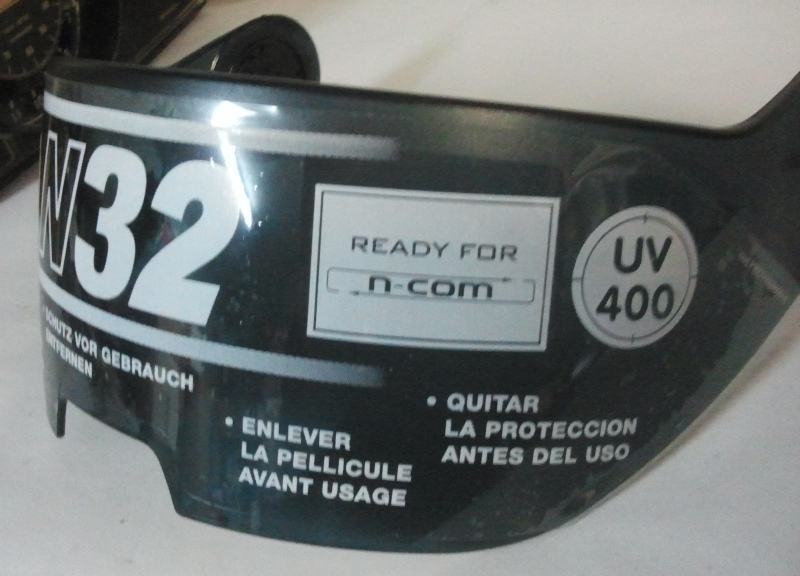 W32
READY FOR
n-com
UV
400
SCHUTZ VOR GEBRAUCH
ENTFERNEN
• ENLEVER
LA PELLICULE
AVANT USAGE
• QUITAR
LA PROTECCION
ANTES DEL USO